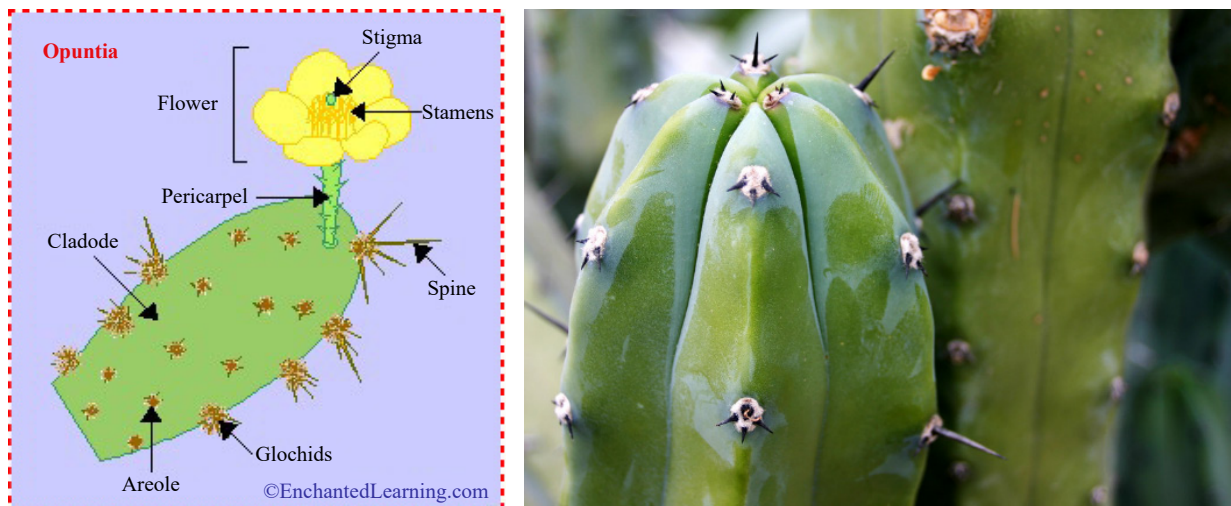 Opuntia
Stigma
Flower
Stamens
Pericarpel
Cladode
Spine
Glochids
Areole
©EnchantedLearning.com